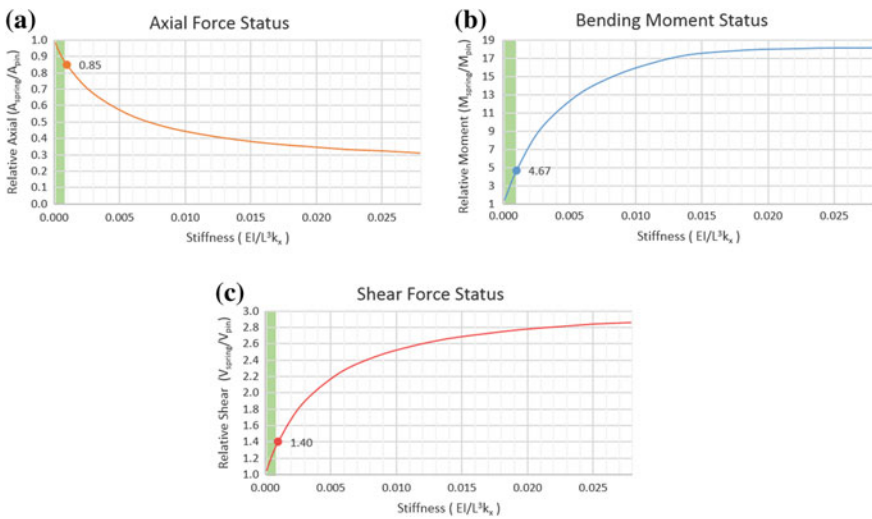 (a)
Axial Force Status
Relative Axial (A_spring/A_pin)
1.0
0.9
0.8
0.7
0.6
0.5
0.4
0.3
0.2
0.1
0.0
0.85
0.000 0.005 0.010 0.015 0.020 0.025
Stiffness ( EI/L³kₓ )
(b)
Bending Moment Status
Relative Moment (M_spring/M_pin)
19
17
15
13
11
9
7
5
3
1
4.67
0.000 0.005 0.010 0.015 0.020 0.025
Stiffness ( EI/L³kₓ )
(c)
Shear Force Status
Relative Shear (V_spring/V_pin)
3.0
2.8
2.6
2.4
2.2
2.0
1.8
1.6
1.4
1.2
1.0
1.40
0.000 0.005 0.010 0.015 0.020 0.025
Stiffness ( EI/L³kₓ )